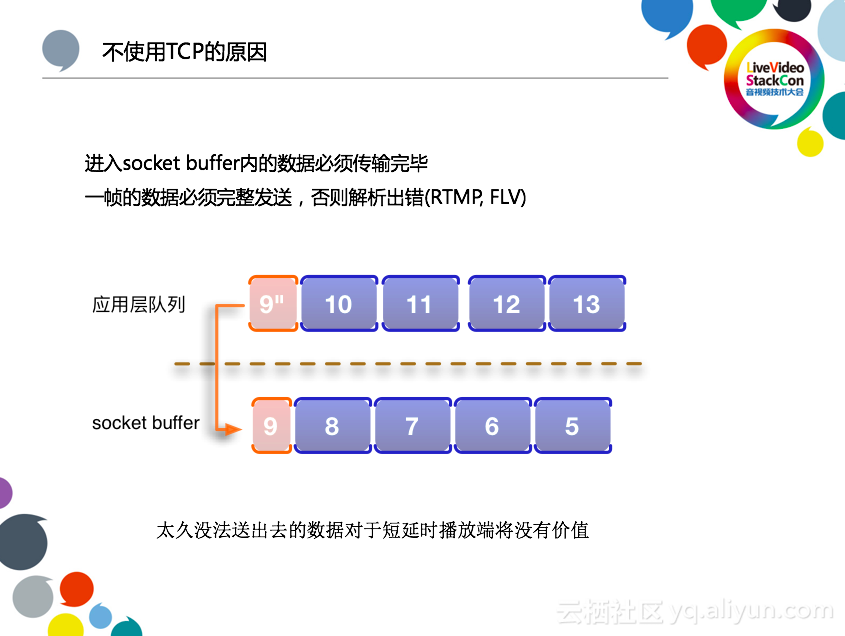 不使用TCP的原因
LiveVideo
StackCon
音视频技术大会
进入socket buffer内的数据必须传输完毕
一帧的数据必须完整发送，否则解析出错(RTMP, FLV)
应用层队列
9" 10 11 12 13
socket buffer
9 8 7 6 5
太久没法送出去的数据对于短延时播放端将没有价值
云栖社区 yq.aliyun.com